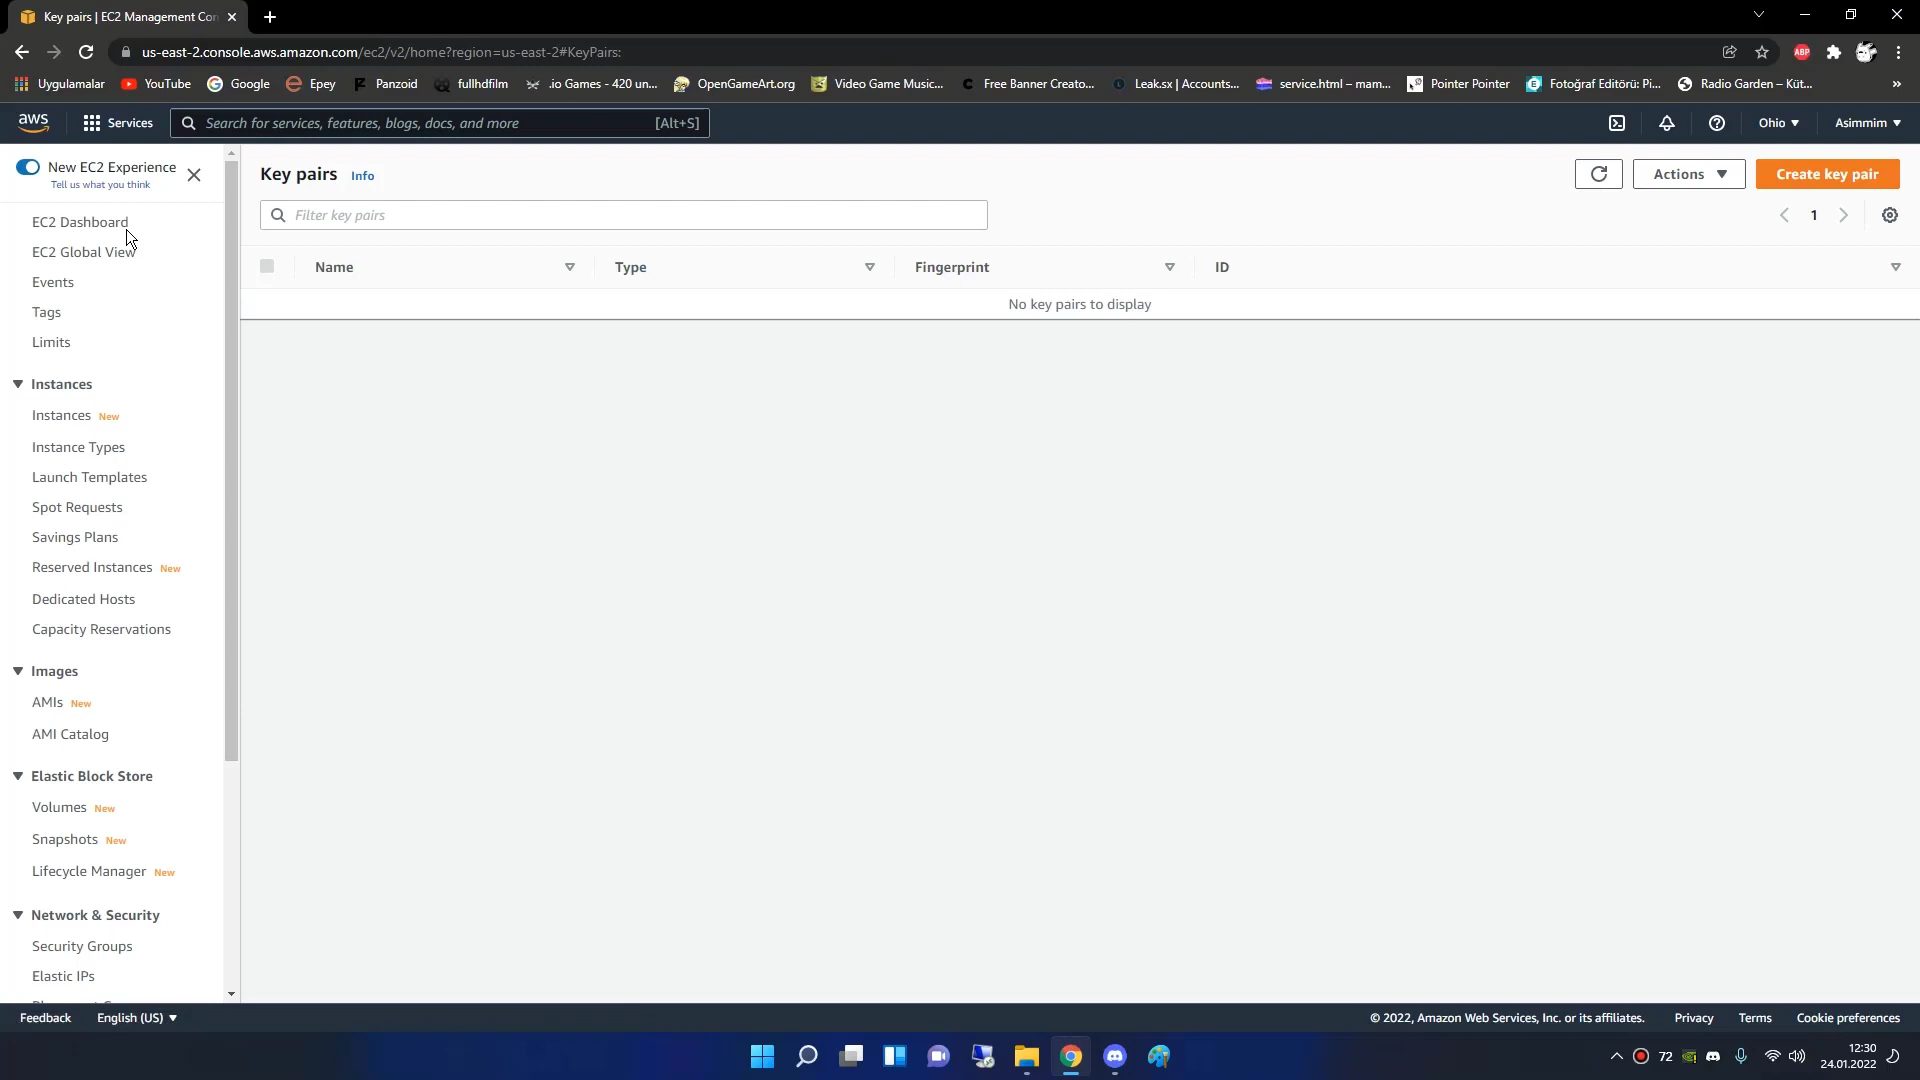 Key pairs | EC2 Management Con
us-east-2.console.aws.amazon.com/ec2/v2/home?region=us-east-2#KeyPairs:
ABP
Uygulamalar YouTube Google Epey Panzoid fullhdfilm .io Games - 420 un... OpenGameArt.org Video Game Music... Free Banner Creato... Leak.sx | Accounts... service.html – mam... Pointer Pointer Fotoğraf Editörü: Pi... Radio Garden – Küt... »
aws Services Search for services, features, blogs, docs, and more [Alt+S] Ohio Asimmim
New EC2 Experience
Tell us what you think
EC2 Dashboard
EC2 Global View
Events
Tags
Limits
Instances
Instances New
Instance Types
Launch Templates
Spot Requests
Savings Plans
Reserved Instances New
Dedicated Hosts
Capacity Reservations
Images
AMIs New
AMI Catalog
Elastic Block Store
Volumes New
Snapshots New
Lifecycle Manager New
Network & Security
Security Groups
Elastic IPs
Key pairs Info Actions Create key pair
Filter key pairs 1
Name Type Fingerprint ID
No key pairs to display
Feedback English (US) © 2022, Amazon Web Services, Inc. or its affiliates. Privacy Terms Cookie preferences
72 12:30
24.01.2022